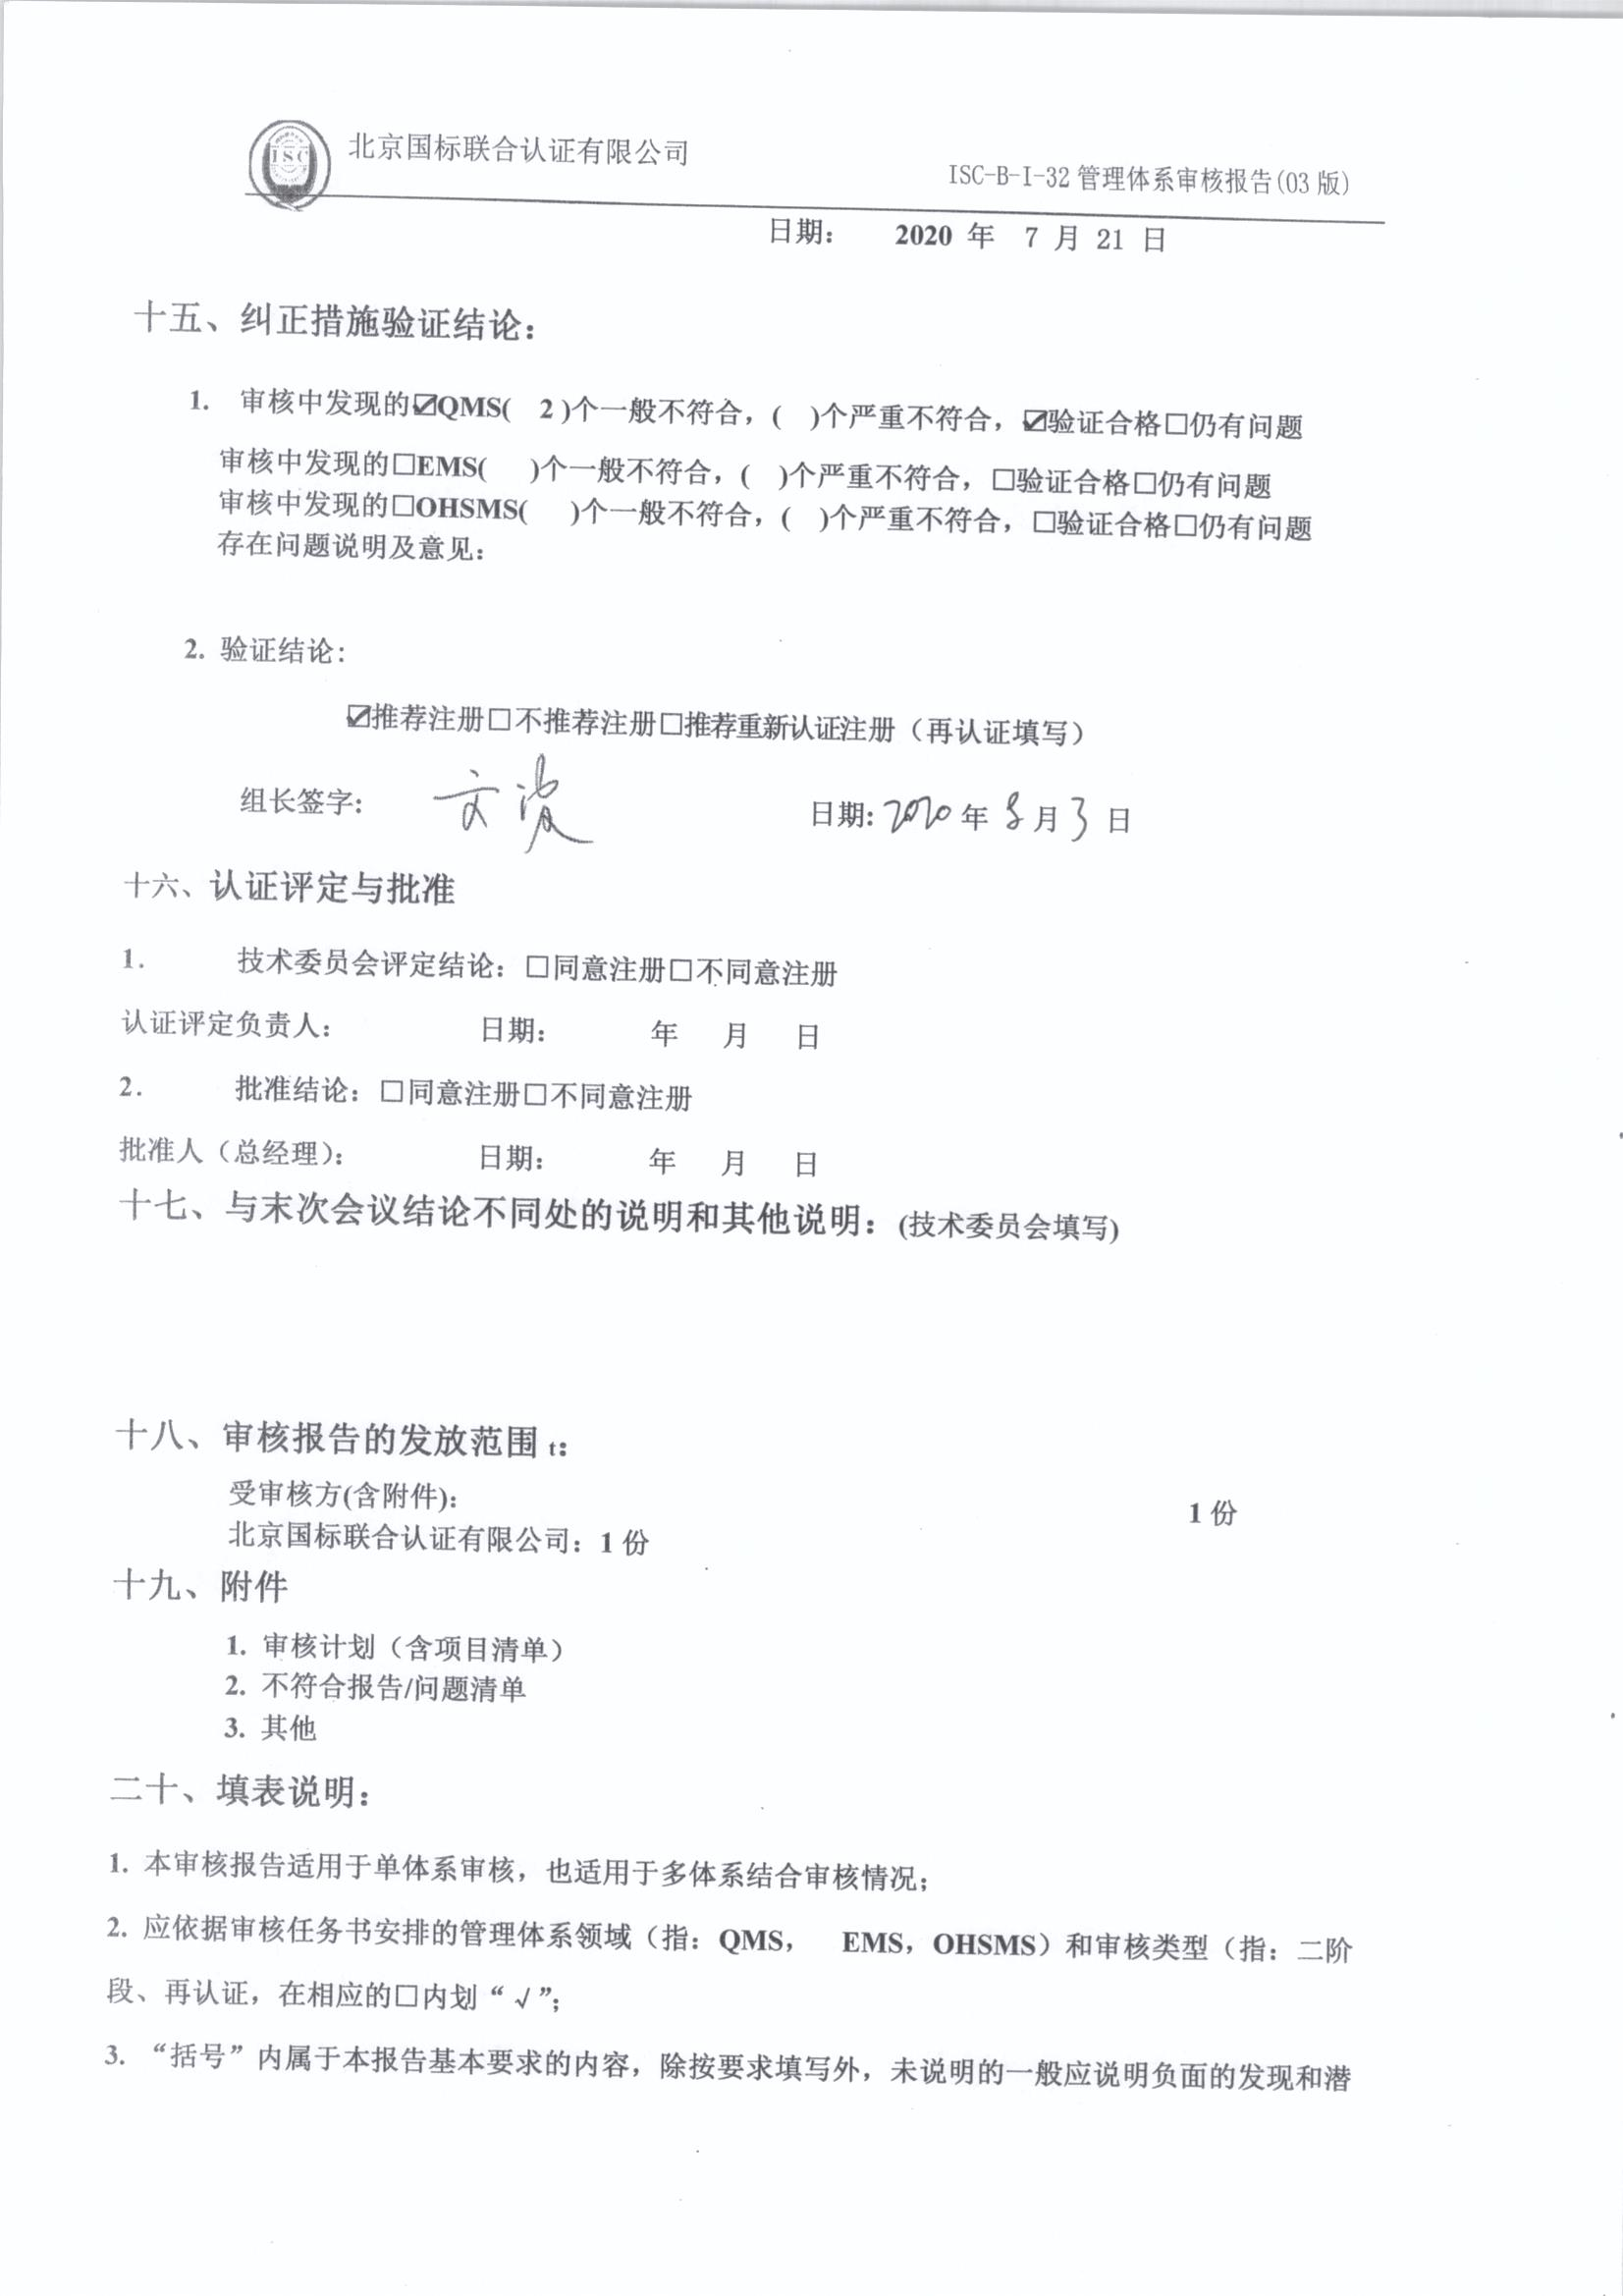 ISC
北京国标联合认证有限公司
ISC-B-I-32 管理体系审核报告(03 版)
日期： 2020 年 7 月 21 日
十五、纠正措施验证结论：
1. 审核中发现的☑QMS( 2 )个一般不符合，( )个严重不符合，☑验证合格□仍有问题
审核中发现的□EMS( )个一般不符合，( )个严重不符合，□验证合格□仍有问题
审核中发现的□OHSMS( )个一般不符合，( )个严重不符合，□验证合格□仍有问题
存在问题说明及意见：
2. 验证结论：
☑推荐注册□不推荐注册□推荐重新认证注册（再认证填写）
组长签字： 文波 日期: 2020 年 8 月 3 日
十六、认证评定与批准
1. 技术委员会评定结论：□同意注册□不同意注册
认证评定负责人： 日期： 年 月 日
2. 批准结论：□同意注册□不同意注册
批准人（总经理）： 日期： 年 月 日
十七、与末次会议结论不同处的说明和其他说明：(技术委员会填写)
十八、审核报告的发放范围 t：
受审核方(含附件)： 1 份
北京国标联合认证有限公司：1 份
十九、附件
1. 审核计划（含项目清单）
2. 不符合报告/问题清单
3. 其他
二十、填表说明：
1. 本审核报告适用于单体系审核，也适用于多体系结合审核情况；
2. 应依据审核任务书安排的管理体系领域（指：QMS， EMS，OHSMS）和审核类型（指：二阶
段、再认证，在相应的□内划“√”；
3. “括号”内属于本报告基本要求的内容，除按要求填写外，未说明的一般应说明负面的发现和潜